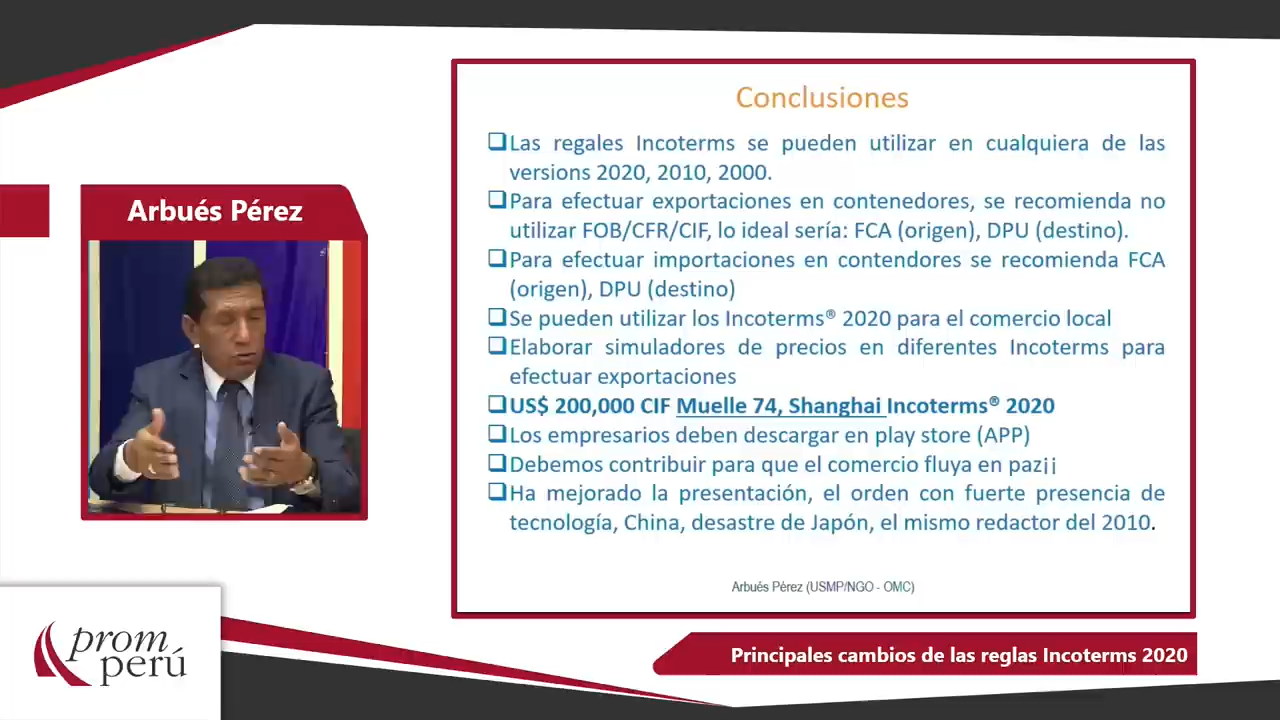 Arbués Pérez
Conclusiones
❑Las regales Incoterms se pueden utilizar en cualquiera de las
versions 2020, 2010, 2000.
❑Para efectuar exportaciones en contenedores, se recomienda no
utilizar FOB/CFR/CIF, lo ideal sería: FCA (origen), DPU (destino).
❑Para efectuar importaciones en contendores se recomienda FCA
(origen), DPU (destino)
❑Se pueden utilizar los Incoterms® 2020 para el comercio local
❑Elaborar simuladores de precios en diferentes Incoterms para
efectuar exportaciones
❑US$ 200,000 CIF Muelle 74, Shanghai Incoterms® 2020
❑Los empresarios deben descargar en play store (APP)
❑Debemos contribuir para que el comercio fluya en paz¡¡
❑Ha mejorado la presentación, el orden con fuerte presencia de
tecnología, China, desastre de Japón, el mismo redactor del 2010.
Arbués Pérez (USMP/NGO - OMC)
prom
perú
Principales cambios de las reglas Incoterms 2020